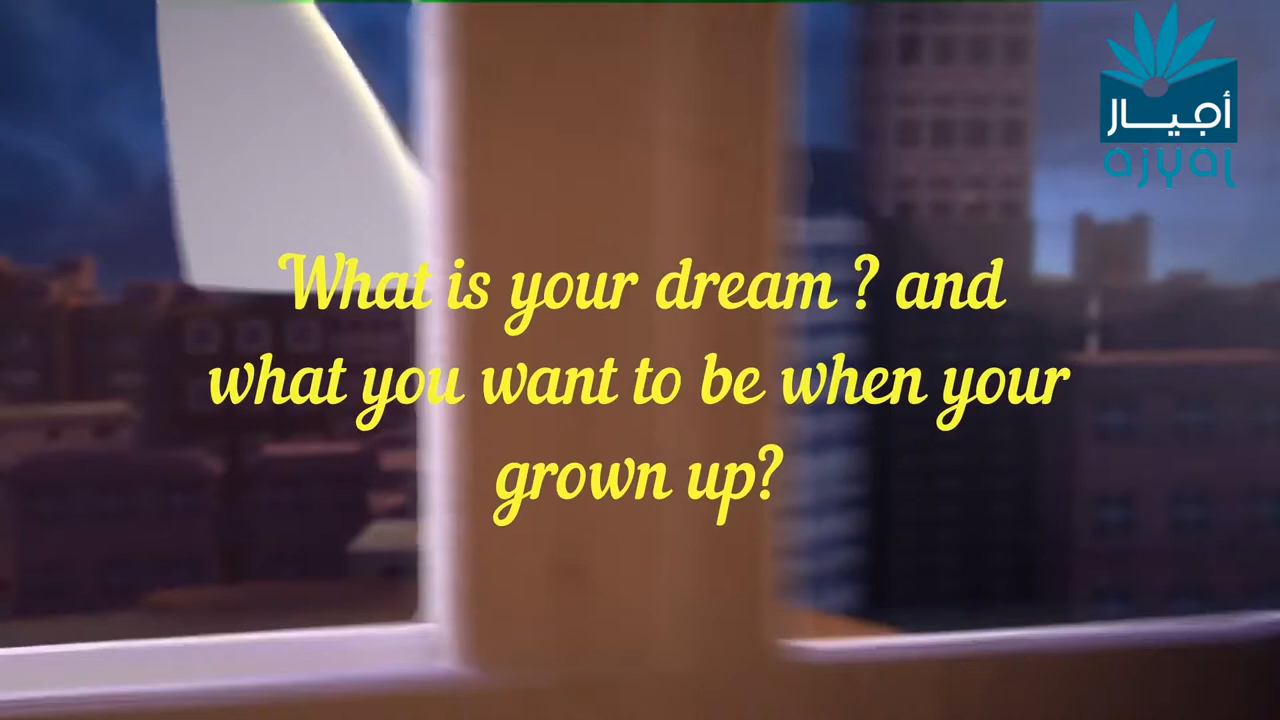 أجيال
ajyal
What is your dream ? and
what you want to be when your
grown up?